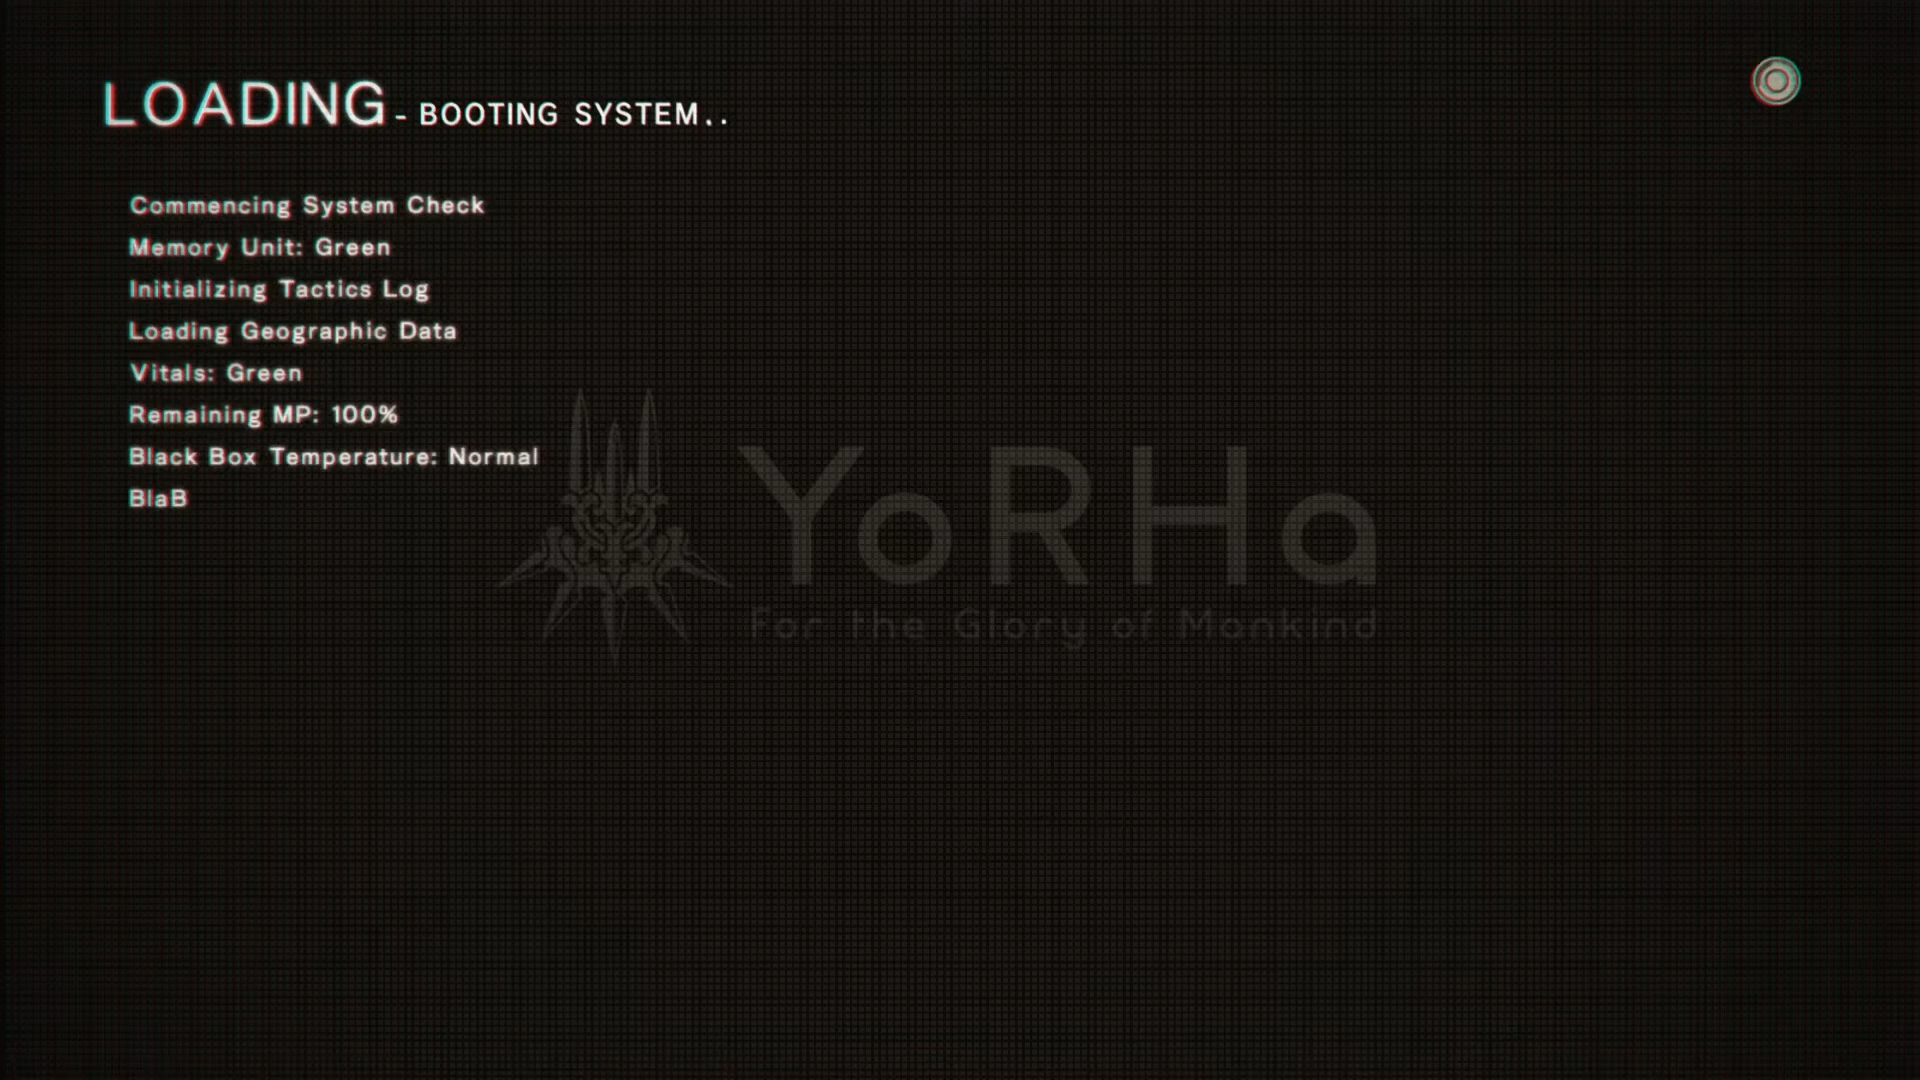 LOADING - BOOTING SYSTEM..
Commencing System Check
Memory Unit: Green
Initializing Tactics Log
Loading Geographic Data
Vitals: Green
Remaining MP: 100%
Black Box Temperature: Normal
BlaB
YoRHa
For the Glory of Mankind